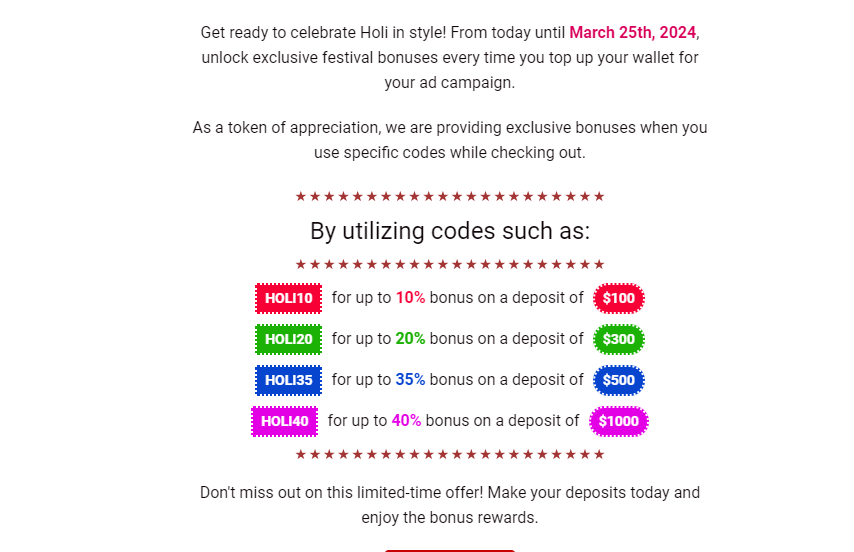 Get ready to celebrate Holi in style! From today until March 25th, 2024,
unlock exclusive festival bonuses every time you top up your wallet for
your ad campaign.
As a token of appreciation, we are providing exclusive bonuses when you
use specific codes while checking out.
★★★★★★★★★★★★★★★★★★★★★★
By utilizing codes such as:
★★★★★★★★★★★★★★★★★★★★★★
HOLI10 for up to 10% bonus on a deposit of $100
HOLI20 for up to 20% bonus on a deposit of $300
HOLI35 for up to 35% bonus on a deposit of $500
HOLI40 for up to 40% bonus on a deposit of $1000
★★★★★★★★★★★★★★★★★★★★★★
Don't miss out on this limited-time offer! Make your deposits today and
enjoy the bonus rewards.